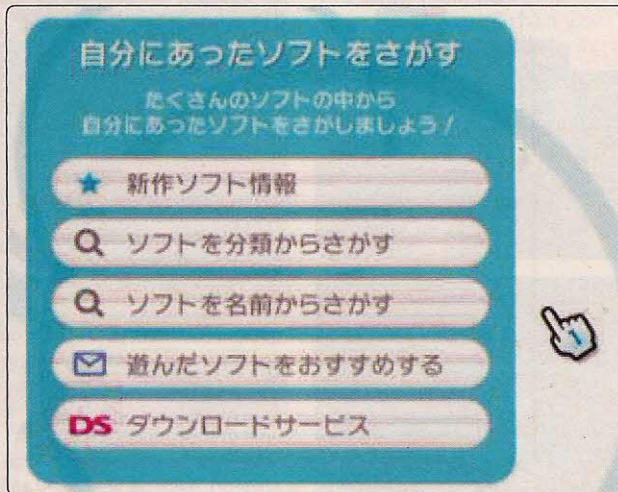 自分にあったソフトをさがす
たくさんのソフトの中から
自分にあったソフトをさがしましょう！
新作ソフト情報
ソフトを分類からさがす
ソフトを名前からさがす
遊んだソフトをおすすめする
DS ダウンロードサービス
1